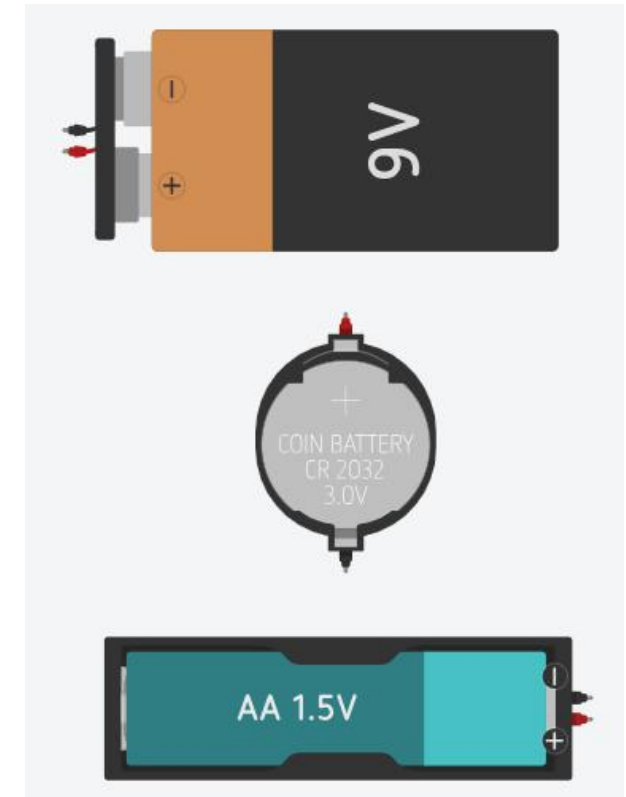 −
9V
+
+
COIN BATTERY
CR 2032
3.0V
AA 1.5V
−
+